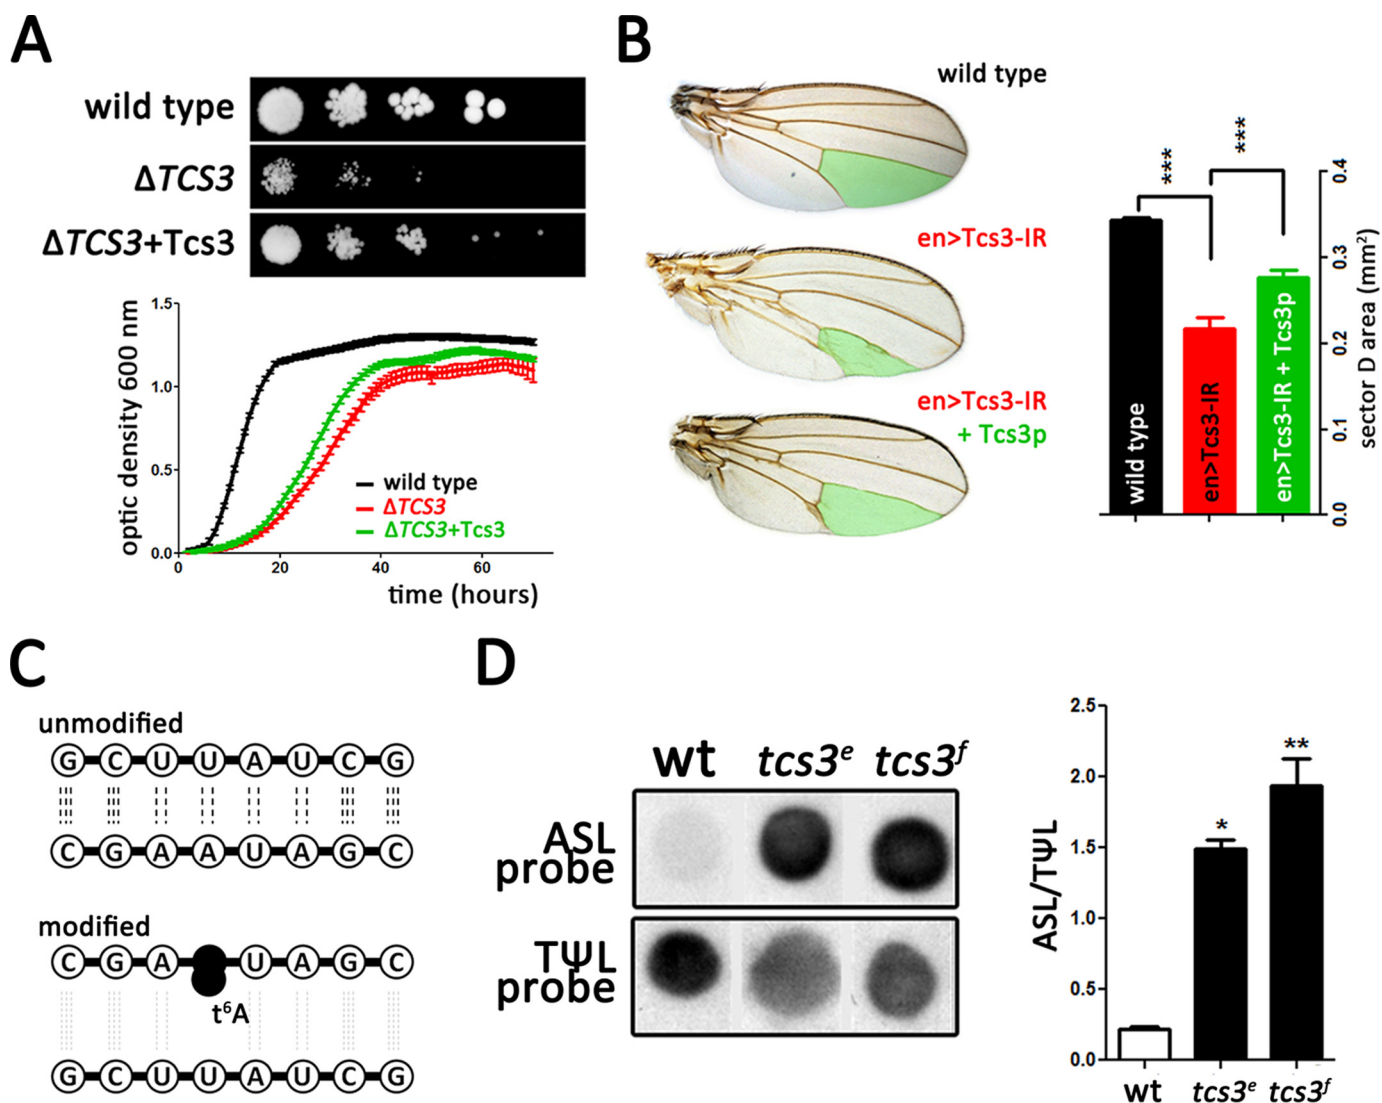 A
wild type
ΔTCS3
ΔTCS3+Tcs3
optic density 600 nm
1.5
1.0
0.5
0.0
0
20
40
60
time (hours)
wild type
ΔTCS3
ΔTCS3+Tcs3
B
wild type
en>Tcs3-IR
en>Tcs3-IR
+ Tcs3p
***
***
wild type
en>Tcs3-IR
en>Tcs3-IR + Tcs3p
0.0
0.1
0.2
0.3
0.4
sector D area (mm²)
C
unmodified
G C U U A U C G
C G A A U A G C
modified
C G A U A G C
t⁶A
G C U U A U C G
D
wt tcs3ᵉ tcs3ᶠ
ASL
probe
TΨL
probe
ASL/TΨL
2.5
2.0
1.5
1.0
0.5
0.0
*
**
wt tcs3ᵉ tcs3ᶠ